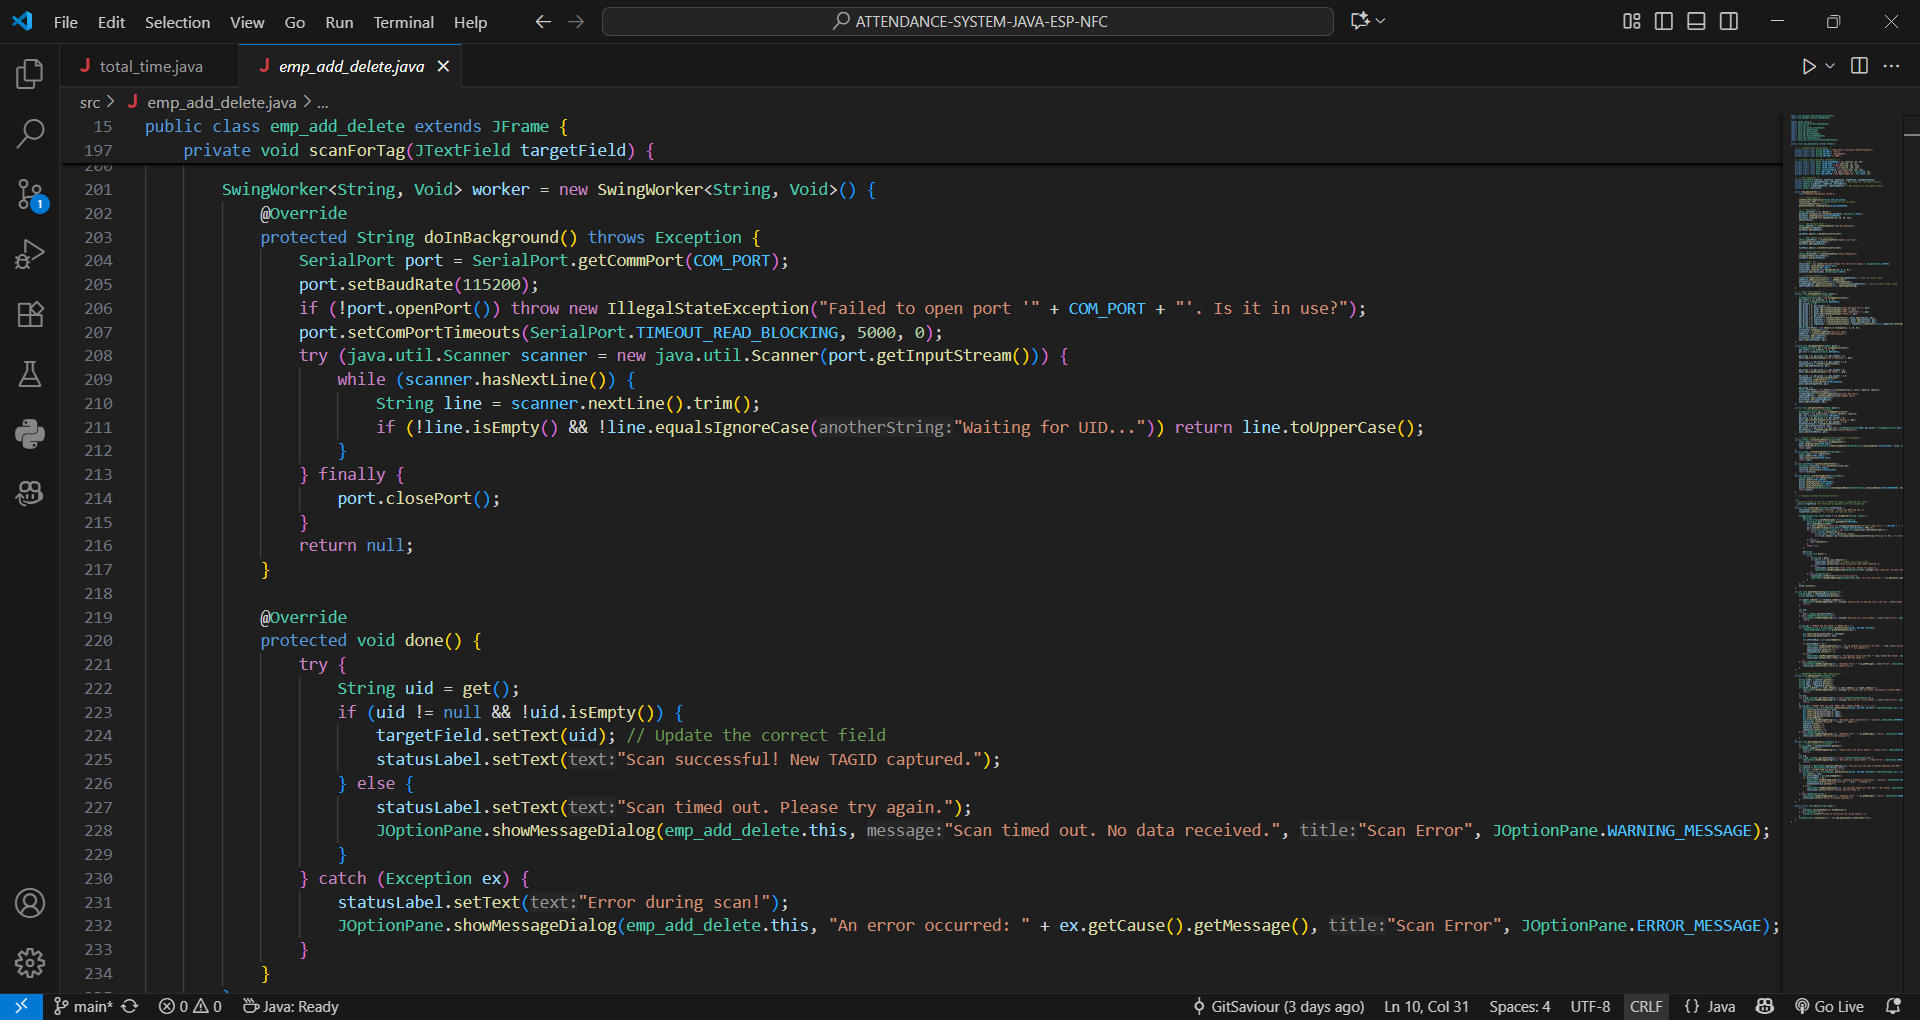 File Edit Selection View Go Run Terminal Help
ATTENDANCE-SYSTEM-JAVA-ESP-NFC
J total_time.java
J emp_add_delete.java
src > J emp_add_delete.java > ...
15 public class emp_add_delete extends JFrame {
197 private void scanForTag(JTextField targetField) {
200
201 SwingWorker<String, Void> worker = new SwingWorker<String, Void>() {
202 @Override
203 protected String doInBackground() throws Exception {
204 SerialPort port = SerialPort.getCommPort(COM_PORT);
205 port.setBaudRate(115200);
206 if (!port.openPort()) throw new IllegalStateException("Failed to open port '" + COM_PORT + "'. Is it in use?");
207 port.setComPortTimeouts(SerialPort.TIMEOUT_READ_BLOCKING, 5000, 0);
208 try (java.util.Scanner scanner = new java.util.Scanner(port.getInputStream())) {
209 while (scanner.hasNextLine()) {
210 String line = scanner.nextLine().trim();
211 if (!line.isEmpty() && !line.equalsIgnoreCase(anotherString:"Waiting for UID...")) return line.toUpperCase();
212 }
213 } finally {
214 port.closePort();
215 }
216 return null;
217 }
218
219 @Override
220 protected void done() {
221 try {
222 String uid = get();
223 if (uid != null && !uid.isEmpty()) {
224 targetField.setText(uid); // Update the correct field
225 statusLabel.setText(text:"Scan successful! New TAGID captured.");
226 } else {
227 statusLabel.setText(text:"Scan timed out. Please try again.");
228 JOptionPane.showMessageDialog(emp_add_delete.this, message:"Scan timed out. No data received.", title:"Scan Error", JOptionPane.WARNING_MESSAGE);
229 }
230 } catch (Exception ex) {
231 statusLabel.setText(text:"Error during scan!");
232 JOptionPane.showMessageDialog(emp_add_delete.this, "An error occurred: " + ex.getCause().getMessage(), title:"Scan Error", JOptionPane.ERROR_MESSAGE);
233 }
234 }
1
main* 0 0 Java: Ready GitSaviour (3 days ago) Ln 10, Col 31 Spaces: 4 UTF-8 CRLF {} Java Go Live